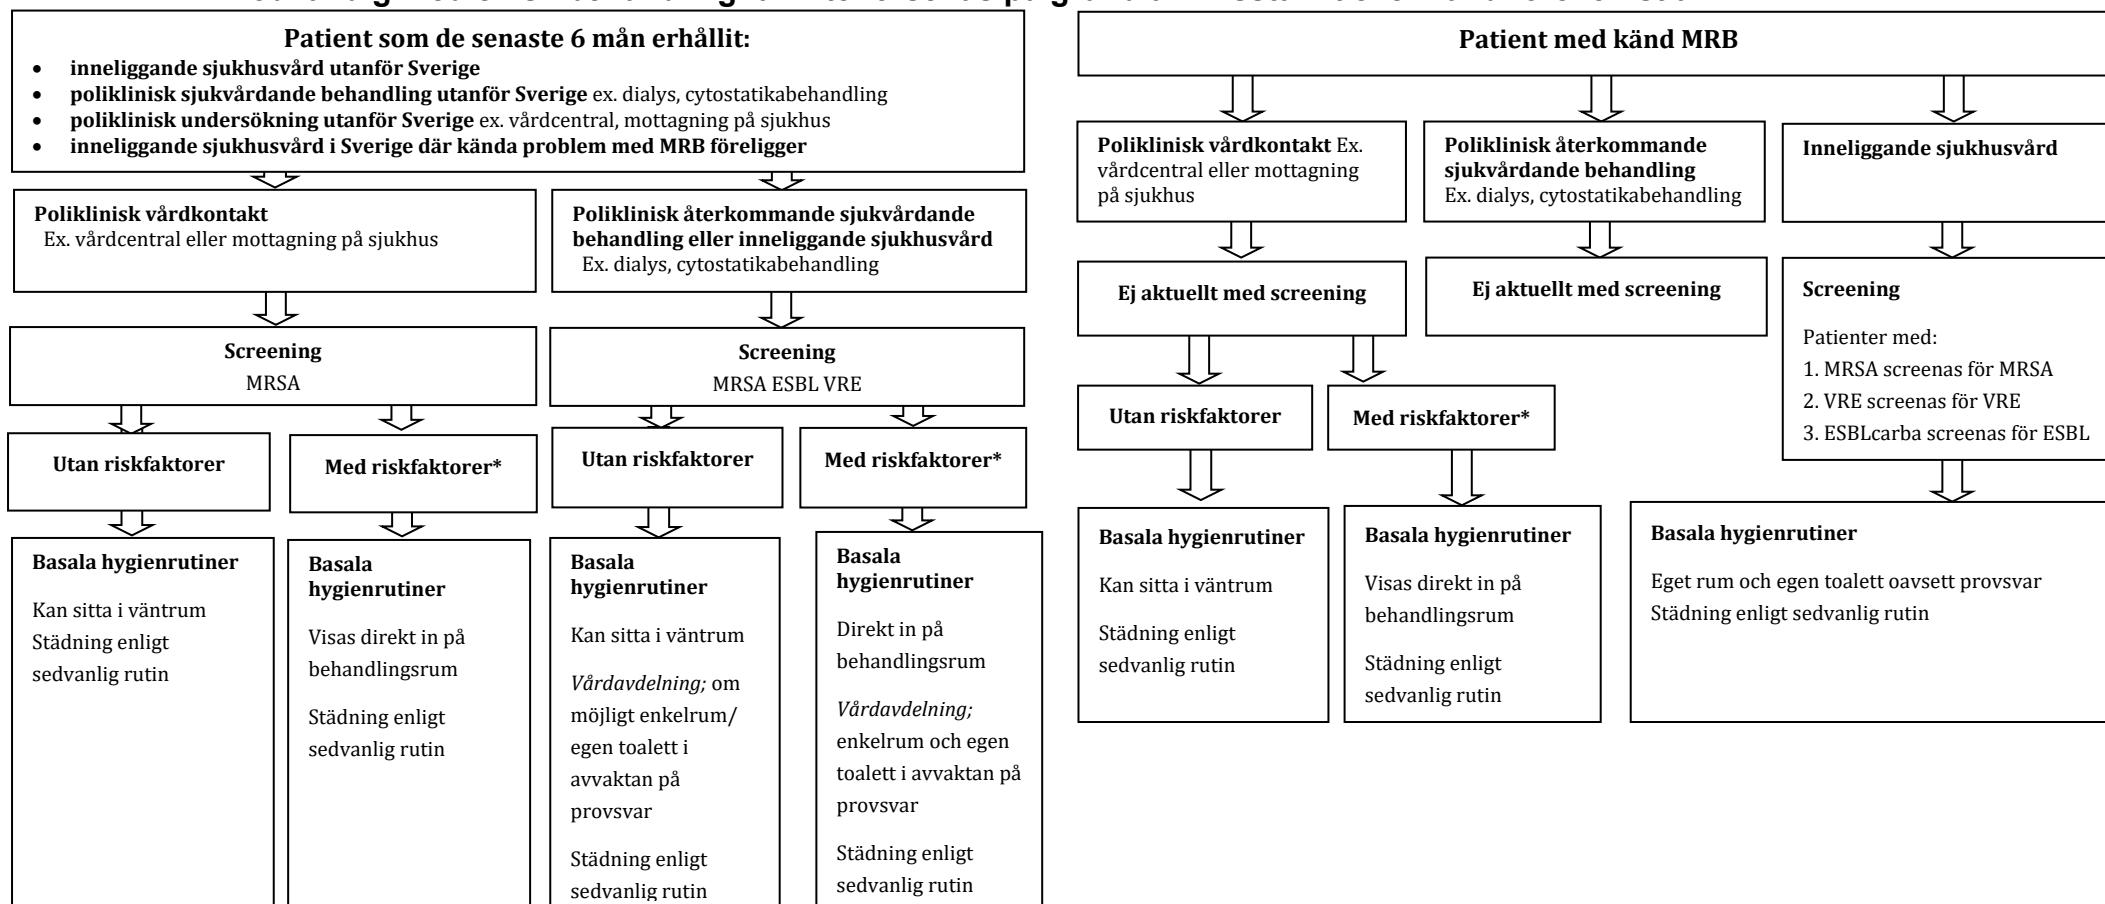 Patient som de senaste 6 mån erhållit:
• inneliggande sjukhusvård utanför Sverige
• poliklinisk sjukvårdande behandling utanför Sverige ex. dialys, cytostatikabehandling
• poliklinisk undersökning utanför Sverige ex. vårdcentral, mottagning på sjukhus
• inneliggande sjukhusvård i Sverige där kända problem med MRB föreligger
Poliklinisk vårdkontakt
Ex. vårdcentral eller mottagning på sjukhus
Poliklinisk återkommande sjukvårdande
behandling eller inneliggande sjukhusvård
Ex. dialys, cytostatikabehandling
Screening
MRSA
Screening
MRSA ESBL VRE
Utan riskfaktorer
Med riskfaktorer*
Utan riskfaktorer
Med riskfaktorer*
Basala hygienrutiner
Kan sitta i väntrum
Städning enligt
sedvanlig rutin
Basala
hygienrutiner
Visas direkt in på
behandlingsrum
Städning enligt
sedvanlig rutin
Basala
hygienrutiner
Kan sitta i väntrum
Vårdavdelning; om
möjligt enkelrum/
egen toalett i
avvaktan på
provsvar
Städning enligt
sedvanlig rutin
Basala
hygienrutiner
Direkt in på
behandlingsrum
Vårdavdelning;
enkelrum och egen
toalett i avvaktan på
provsvar
Städning enligt
sedvanlig rutin
Patient med känd MRB
Poliklinisk vårdkontakt Ex.
vårdcentral eller mottagning
på sjukhus
Poliklinisk återkommande
sjukvårdande behandling
Ex. dialys, cytostatikabehandling
Inneliggande sjukhusvård
Ej aktuellt med screening
Ej aktuellt med screening
Screening
Patienter med:
1. MRSA screenas för MRSA
2. VRE screenas för VRE
3. ESBLcarba screenas för ESBL
Utan riskfaktorer
Med riskfaktorer*
Basala hygienrutiner
Kan sitta i väntrum
Städning enligt
sedvanlig rutin
Basala hygienrutiner
Visas direkt in på
behandlingsrum
Städning enligt
sedvanlig rutin
Basala hygienrutiner
Eget rum och egen toalett oavsett provsvar
Städning enligt sedvanlig rutin